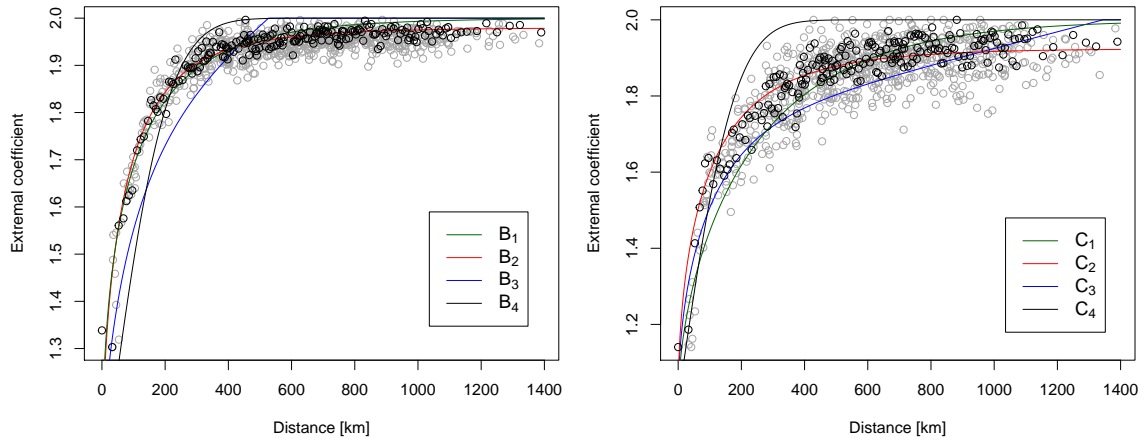 Extremal coefficient
2.0
1.9
1.8
1.7
1.6
1.5
1.4
1.3
0 200 400 600 800 1000 1200 1400
Distance [km]
B1
B2
B3
B4
Extremal coefficient
2.0
1.8
1.6
1.4
1.2
0 200 400 600 800 1000 1200 1400
Distance [km]
C1
C2
C3
C4